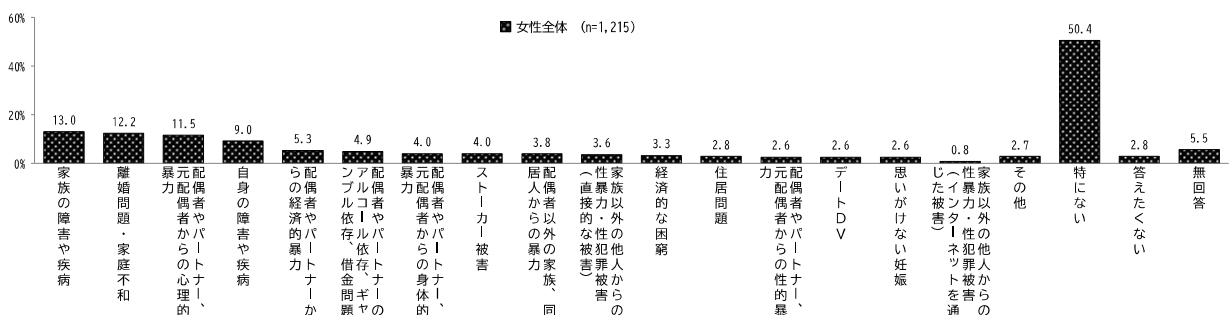 60%
40%
20%
0%
■ 女性全体 (n=1,215)
13.0
12.2
11.5
9.0
5.3
4.9
4.0
4.0
3.8
3.6
3.3
2.8
2.6
2.6
2.6
0.8
2.7
50.4
2.8
5.5
家族の障害や疾病
離婚問題・家庭不和
配偶者やパートナー、
元配偶者からの心理的
暴力
自身の障害や疾病
配偶者やパートナーか
らの経済的暴力
配偶者やパートナーの
アルコール依存、ギャ
ンブル依存、借金問題
配偶者やパートナー、
元配偶者からの身体的
暴力
ストーカー被害
配偶者以外の家族、同
居人からの暴力
家族以外の他人からの
性暴力・性犯罪被害
(直接的な被害)
経済的な困窮
住居問題
配偶者やパートナー、
元配偶者からの性的暴
力
デートDV
思いがけない妊娠
家族以外の他人からの
性暴力・性犯罪被害
(インターネットを通
じた被害)
その他
特にない
答えたくない
無回答